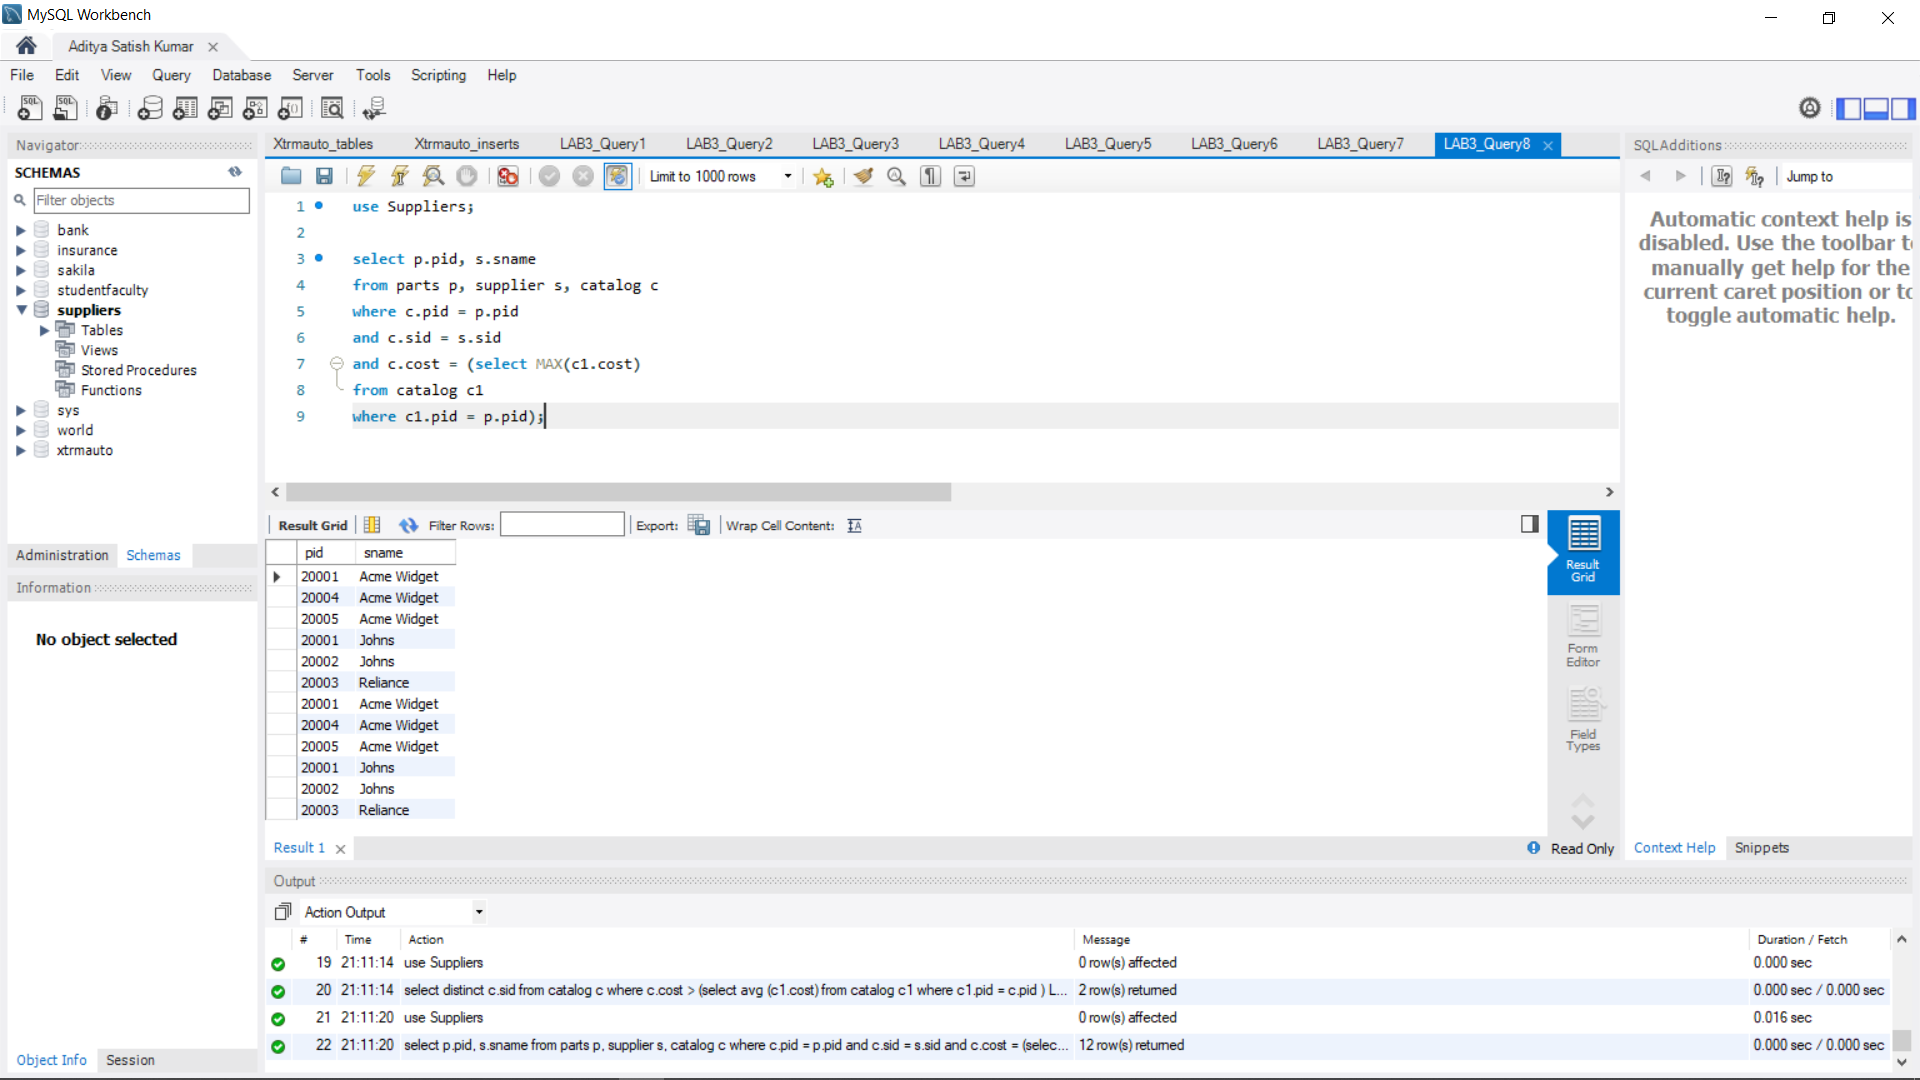 MySQL Workbench
Aditya Satish Kumar
File Edit View Query Database Server Tools Scripting Help
Navigator
SCHEMAS
Filter objects
bank
insurance
sakila
studentfaculty
suppliers
Tables
Views
Stored Procedures
Functions
sys
world
xtrmauto
Administration Schemas
Information
No object selected
Object Info Session
Xtrmauto_tables Xtrmauto_inserts LAB3_Query1 LAB3_Query2 LAB3_Query3 LAB3_Query4 LAB3_Query5 LAB3_Query6 LAB3_Query7 LAB3_Query8
Limit to 1000 rows
1 use Suppliers;
2
3 select p.pid, s.sname
4 from parts p, supplier s, catalog c
5 where c.pid = p.pid
6 and c.sid = s.sid
7 and c.cost = (select MAX(c1.cost)
8 from catalog c1
9 where c1.pid = p.pid);
Result Grid Filter Rows: Export: Wrap Cell Content:
pid sname
20001 Acme Widget
20004 Acme Widget
20005 Acme Widget
20001 Johns
20002 Johns
20003 Reliance
20001 Acme Widget
20004 Acme Widget
20005 Acme Widget
20001 Johns
20002 Johns
20003 Reliance
Result
Grid
Form
Editor
Field
Types
Result 1
Read Only
SQLAdditions
Jump to
Automatic context help is
disabled. Use the toolbar to
manually get help for the
current caret position or to
toggle automatic help.
Context Help Snippets
Output
Action Output
# Time Action Message Duration / Fetch
19 21:11:14 use Suppliers 0 row(s) affected 0.000 sec
20 21:11:14 select distinct c.sid from catalog c where c.cost > (select avg (c1.cost) from catalog c1 where c1.pid = c.pid ) L... 2 row(s) returned 0.000 sec / 0.000 sec
21 21:11:20 use Suppliers 0 row(s) affected 0.016 sec
22 21:11:20 select p.pid, s.sname from parts p, supplier s, catalog c where c.pid = p.pid and c.sid = s.sid and c.cost = (selec... 12 row(s) returned 0.000 sec / 0.000 sec